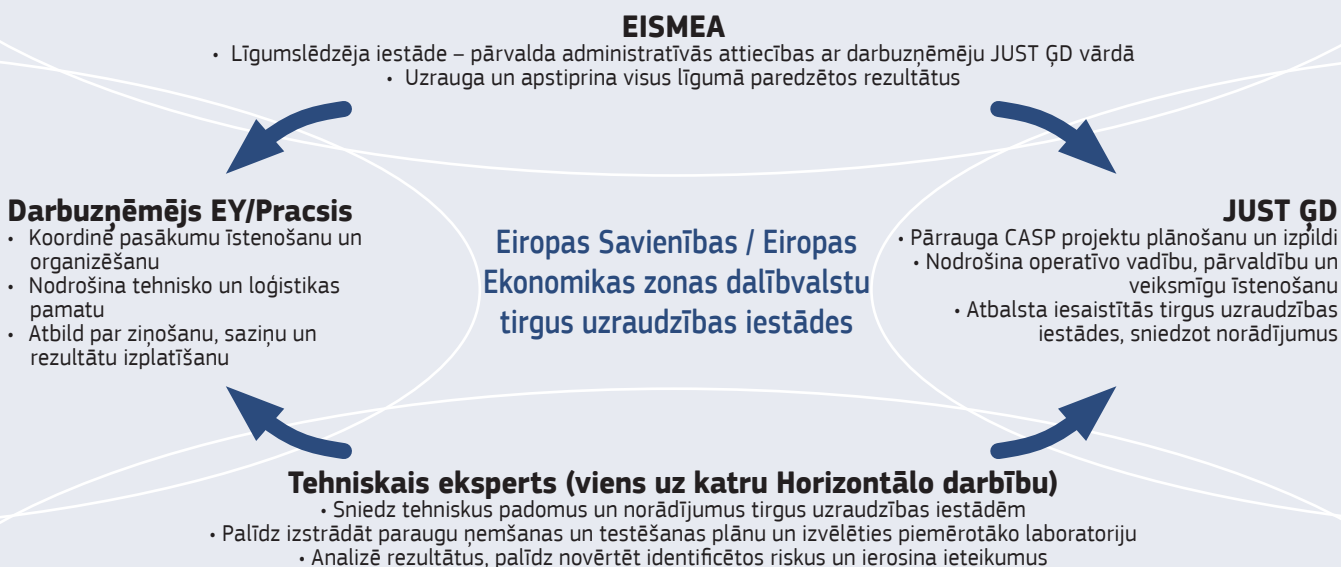 EISMEA
• Līgumslēdzēja iestāde – pārvalda administratīvās attiecības ar darbuzņēmēju JUST ĢD vārdā
• Uzrauga un apstiprina visus līgumā paredzētos rezultātus
Darbuzņēmējs EY/Pracsis
• Koordinē pasākumu īstenošanu un
organizēšanu
• Nodrošina tehnisko un loģistikas
pamatu
• Atbild par ziņošanu, saziņu un
rezultātu izplatīšanu
Eiropas Savienības / Eiropas
Ekonomikas zonas dalībvalstu
tirgus uzraudzības iestādes
JUST ĢD
• Pārrauga CASP projektu plānošanu un izpildi
• Nodrošina operatīvo vadību, pārvaldību un
veiksmīgu īstenošanu
• Atbalsta iesaistītās tirgus uzraudzības
iestādes, sniedzot norādījumus
Tehniskais eksperts (viens uz katru Horizontālo darbību)
• Sniedz tehniskus padomus un norādījumus tirgus uzraudzības iestādēm
• Palīdz izstrādāt paraugu ņemšanas un testēšanas plānu un izvēlēties piemērotāko laboratoriju
• Analizē rezultātus, palīdz novērtēt identificētos riskus un ierosina ieteikumus